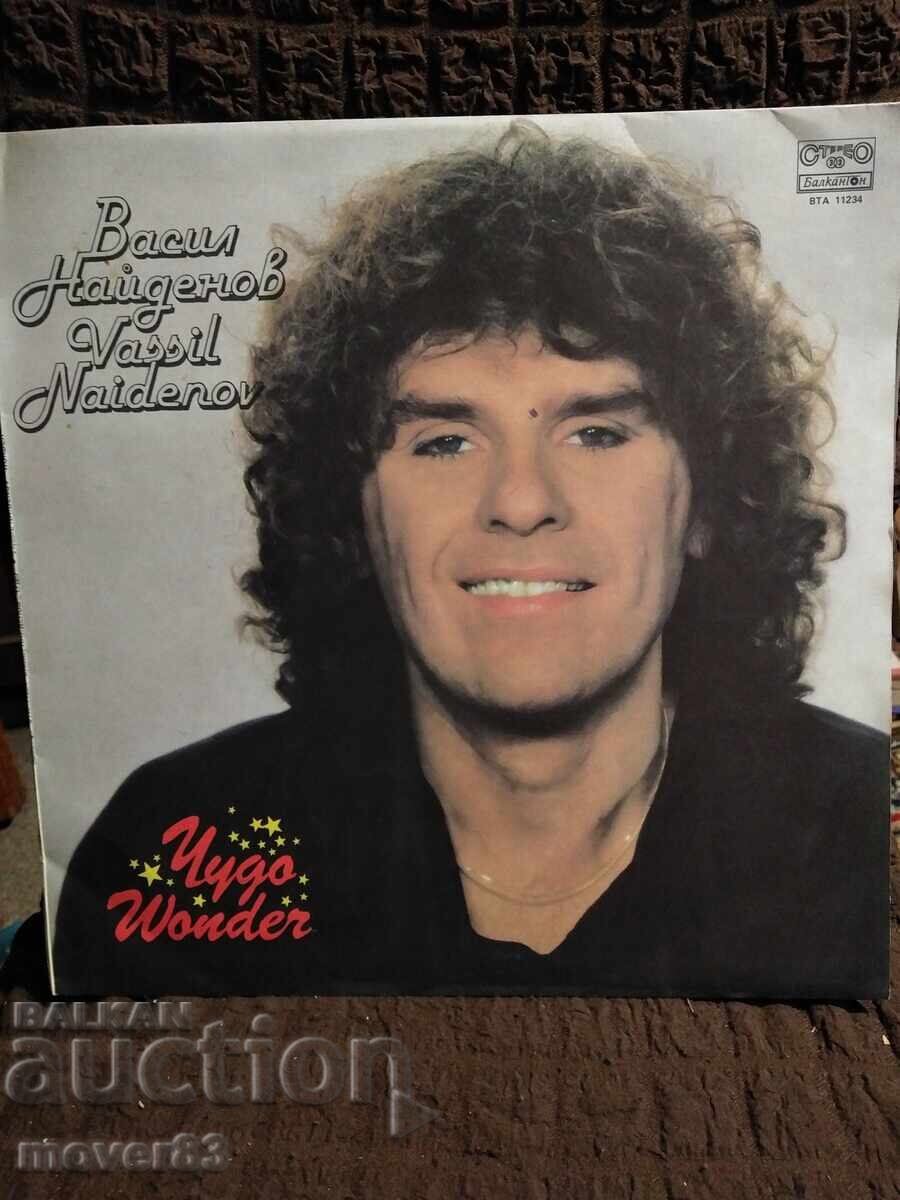 Васил
Найденов
Vassil
Naidenov
СТЕРЕО
33
Балкантон
ВТА 11234
Чудо
Wonder
BALKAN
auction
mover83